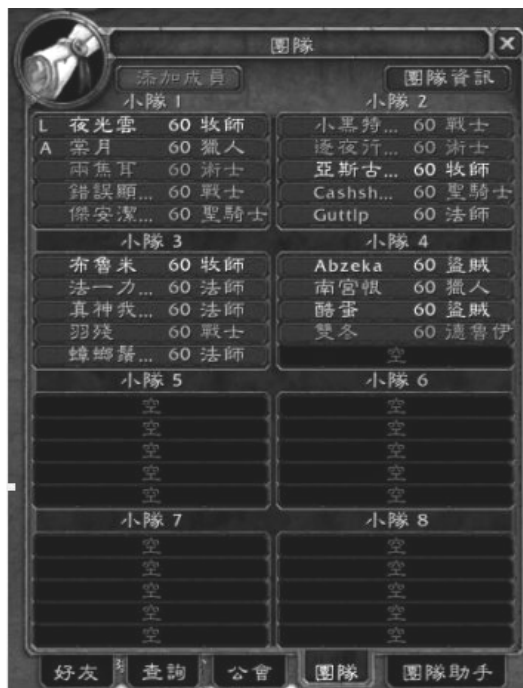 團隊
添加成員 團隊資訊
小隊 1
L 夜光雲 60 牧師
A 棠月 60 獵人
兩焦耳 60 術士
錯誤顯... 60 戰士
傑安潔... 60 聖騎士
小隊 2
小黑特... 60 戰士
逐夜行... 60 術士
亞斯古... 60 牧師
Cashsh... 60 聖騎士
Guttlp 60 法師
小隊 3
布魯米 60 牧師
法一力... 60 法師
真神我... 60 法師
羽殘 60 戰士
蟑螂鬍... 60 法師
小隊 4
Abzeka 60 盜賊
南宮恨 60 獵人
酷蛋 60 盜賊
雙冬 60 德魯伊
空
小隊 5
空
空
空
空
空
小隊 6
空
空
空
空
空
小隊 7
空
空
空
空
空
小隊 8
空
空
空
空
空
好友 查詢 公會 團隊 團隊助手